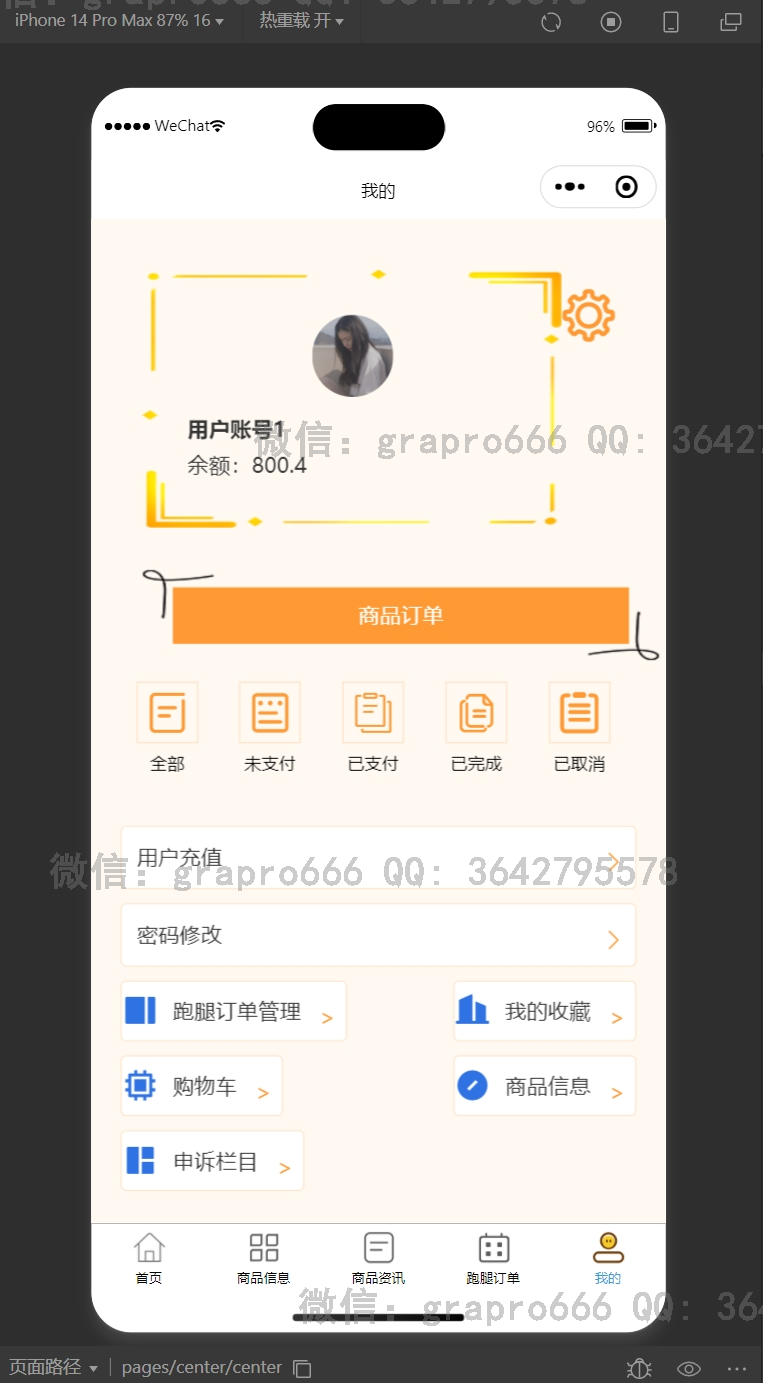 信：grapro666 QQ：3642795578
iPhone 14 Pro Max 87% 16
热重载 开
WeChat
96%
我的
用户账号1
微信：grapro666 QQ：3642
余额：800.4
商品订单
全部
未支付
已支付
已完成
已取消
用户充值
微信：grapro666 QQ：3642795578
密码修改
跑腿订单管理 >
我的收藏 >
购物车 >
商品信息 >
申诉栏目 >
首页
商品信息
商品资讯
跑腿订单
我的
微信：grapro666 QQ：364
页面路径
pages/center/center